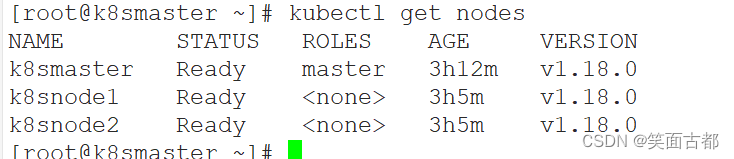 [root@k8smaster ~]# kubectl get nodes
NAME STATUS ROLES AGE VERSION
k8smaster Ready master 3h12m v1.18.0
k8snode1 Ready <none> 3h5m v1.18.0
k8snode2 Ready <none> 3h5m v1.18.0
[root@k8smaster ~]#
CSDN @笑面古都